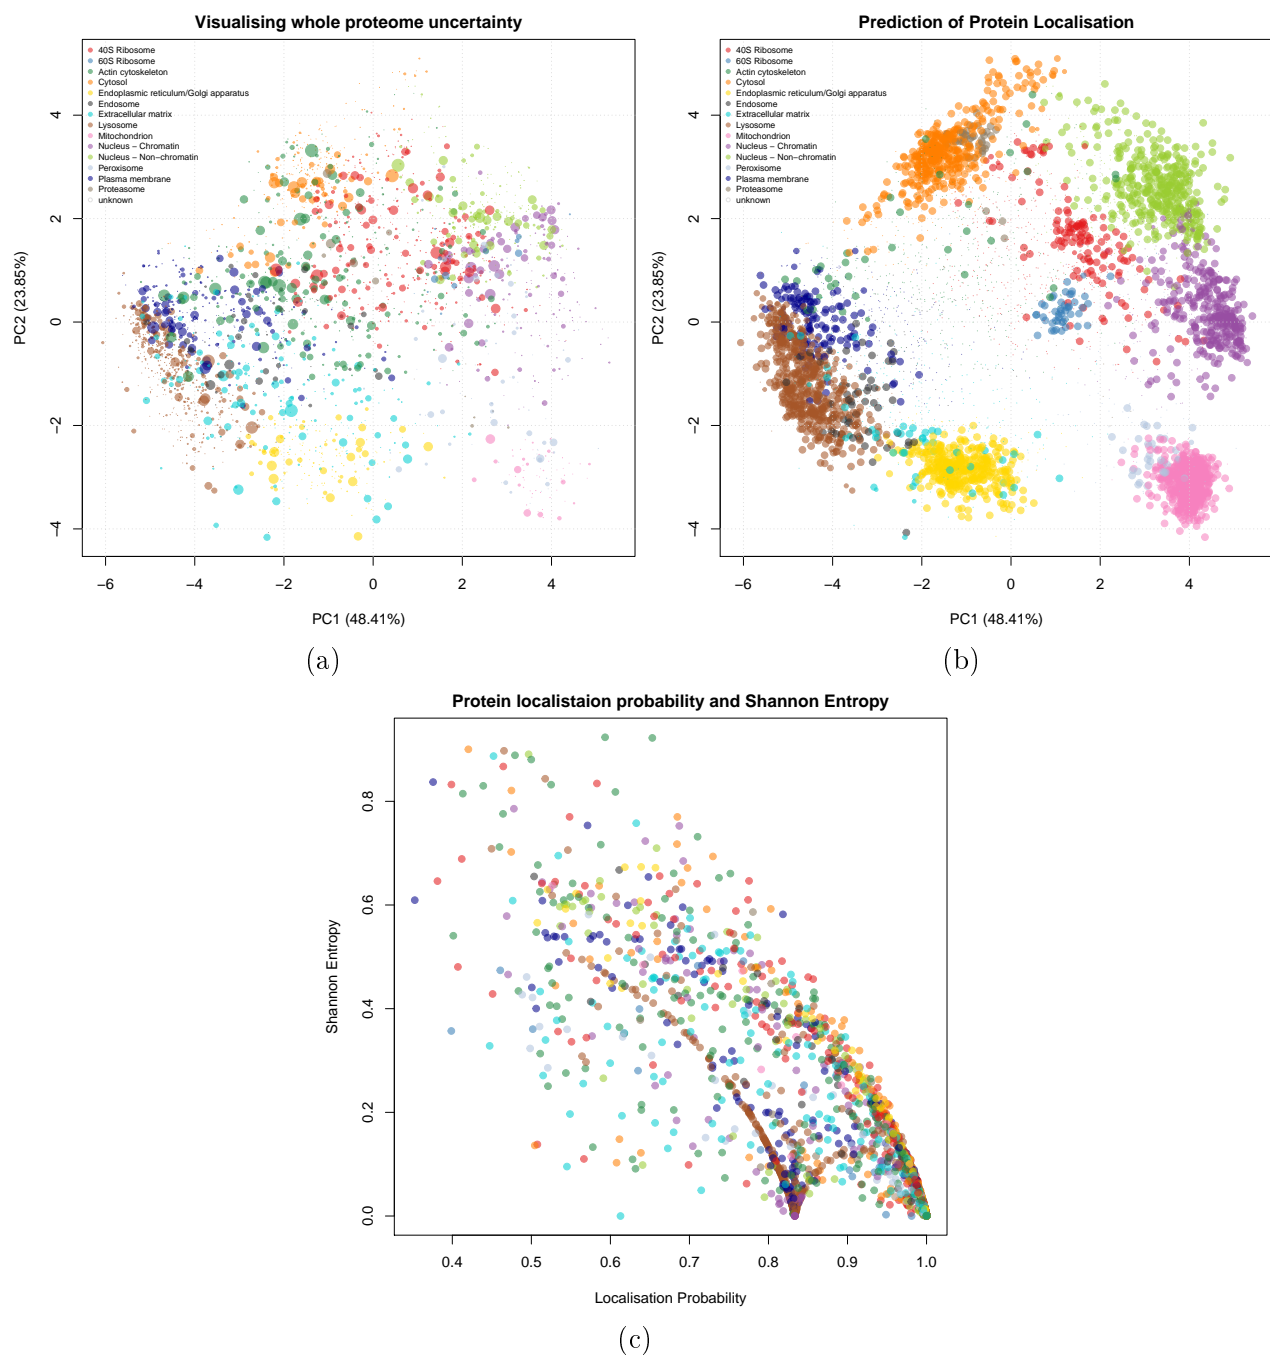 Visualising whole proteome uncertainty
40S Ribosome
60S Ribosome
Actin cytoskeleton
Cytosol
Endoplasmic reticulum/Golgi apparatus
Endosome
Extracellular matrix
Lysosome
Mitochondrion
Nucleus − Chromatin
Nucleus − Non−chromatin
Peroxisome
Plasma membrane
Proteasome
unknown
4
2
0
−2
−4
PC2 (23.85%)
−6 −4 −2 0 2 4
PC1 (48.41%)
(a)
Prediction of Protein Localisation
40S Ribosome
60S Ribosome
Actin cytoskeleton
Cytosol
Endoplasmic reticulum/Golgi apparatus
Endosome
Extracellular matrix
Lysosome
Mitochondrion
Nucleus − Chromatin
Nucleus − Non−chromatin
Peroxisome
Plasma membrane
Proteasome
unknown
4
2
0
−2
−4
PC2 (23.85%)
−6 −4 −2 0 2 4
PC1 (48.41%)
(b)
Protein localistaion probability and Shannon Entropy
0.8
0.6
0.4
0.2
0.0
Shannon Entropy
0.4 0.5 0.6 0.7 0.8 0.9 1.0
Localisation Probability
(c)